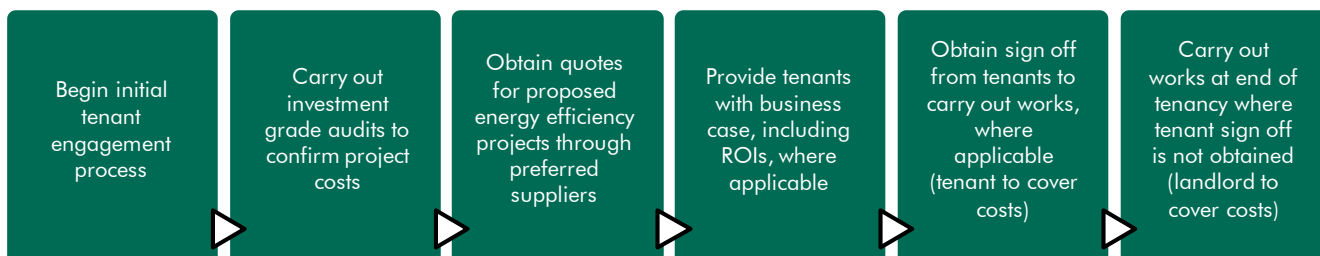 Begin initial
tenant
engagement
process
Carry out
investment
grade audits to
confirm project
costs
Obtain quotes
for proposed
energy efficiency
projects through
preferred
suppliers
Provide tenants
with business
case, including
ROIs, where
applicable
Obtain sign off
from tenants to
carry out works,
where
applicable
(tenant to cover
costs)
Carry out
works at end of
tenancy where
tenant sign off
is not obtained
(landlord to
cover costs)